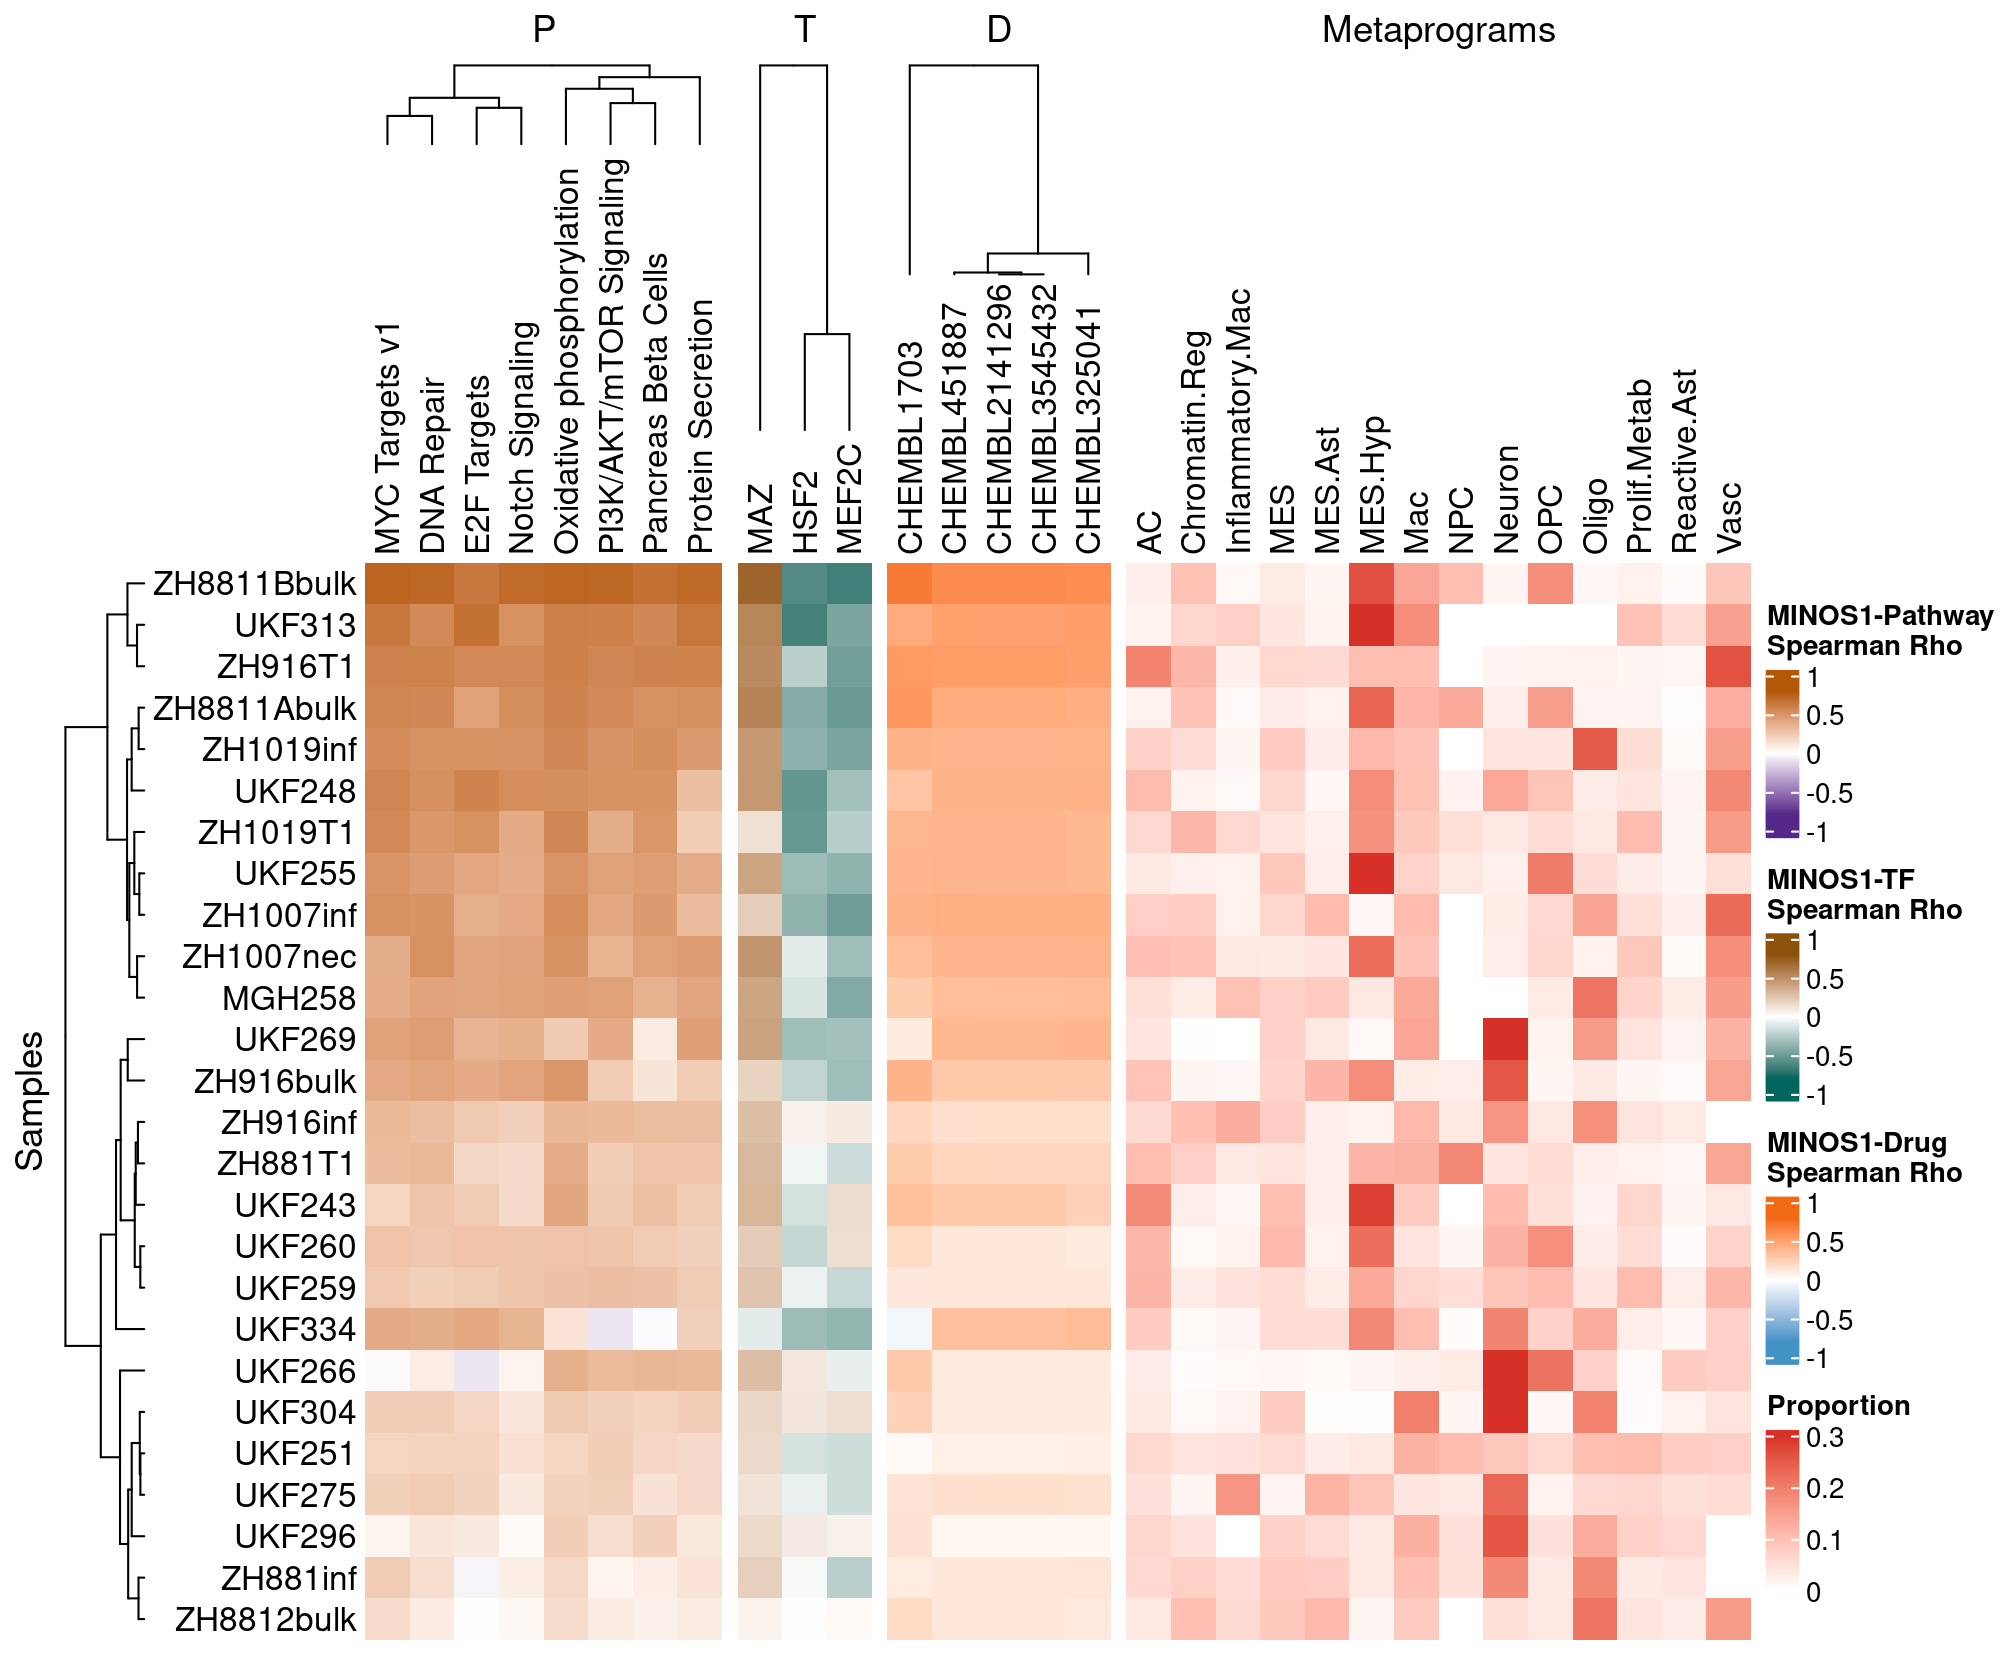 P T D Metaprograms
MYC Targets v1
DNA Repair
E2F Targets
Notch Signaling
Oxidative phosphorylation
PI3K/AKT/mTOR Signaling
Pancreas Beta Cells
Protein Secretion
MAZ
HSF2
MEF2C
CHEMBL1703
CHEMBL451887
CHEMBL2141296
CHEMBL3545432
CHEMBL325041
AC
Chromatin.Reg
Inflammatory.Mac
MES
MES.Ast
MES.Hyp
Mac
NPC
Neuron
OPC
Oligo
Prolif.Metab
Reactive.Ast
Vasc
Samples
ZH8811Bbulk
UKF313
ZH916T1
ZH8811Abulk
ZH1019inf
UKF248
ZH1019T1
UKF255
ZH1007inf
ZH1007nec
MGH258
UKF269
ZH916bulk
ZH916inf
ZH881T1
UKF243
UKF260
UKF259
UKF334
UKF266
UKF304
UKF251
UKF275
UKF296
ZH881inf
ZH8812bulk
MINOS1-Pathway
Spearman Rho
1
0.5
0
-0.5
-1
MINOS1-TF
Spearman Rho
1
0.5
0
-0.5
-1
MINOS1-Drug
Spearman Rho
1
0.5
0
-0.5
-1
Proportion
0.3
0.2
0.1
0